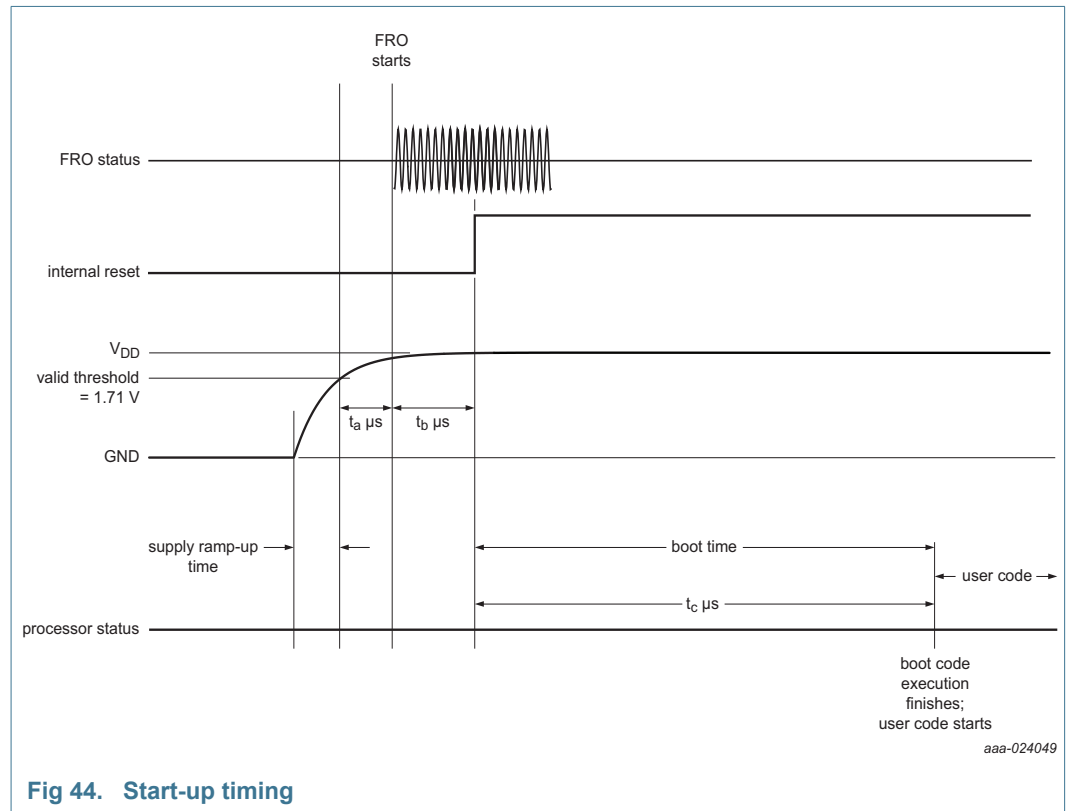 FRO
starts
FRO status
internal reset
VDD
valid threshold
= 1.71 V
ta μs
tb μs
GND
supply ramp-up
time
boot time
user code
tc μs
processor status
boot code
execution
finishes;
user code starts
aaa-024049
Fig 44. Start-up timing